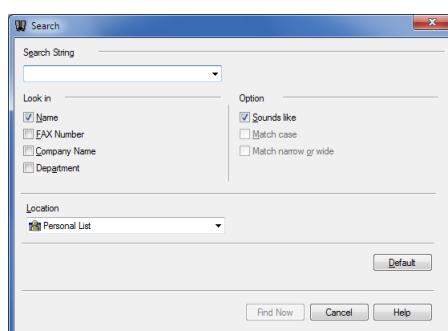 Search
Search String
Look in
Name
FAX Number
Company Name
Department
Option
Sounds like
Match case
Match narrow or wide
Location
Personal List
Default
Find Now Cancel Help